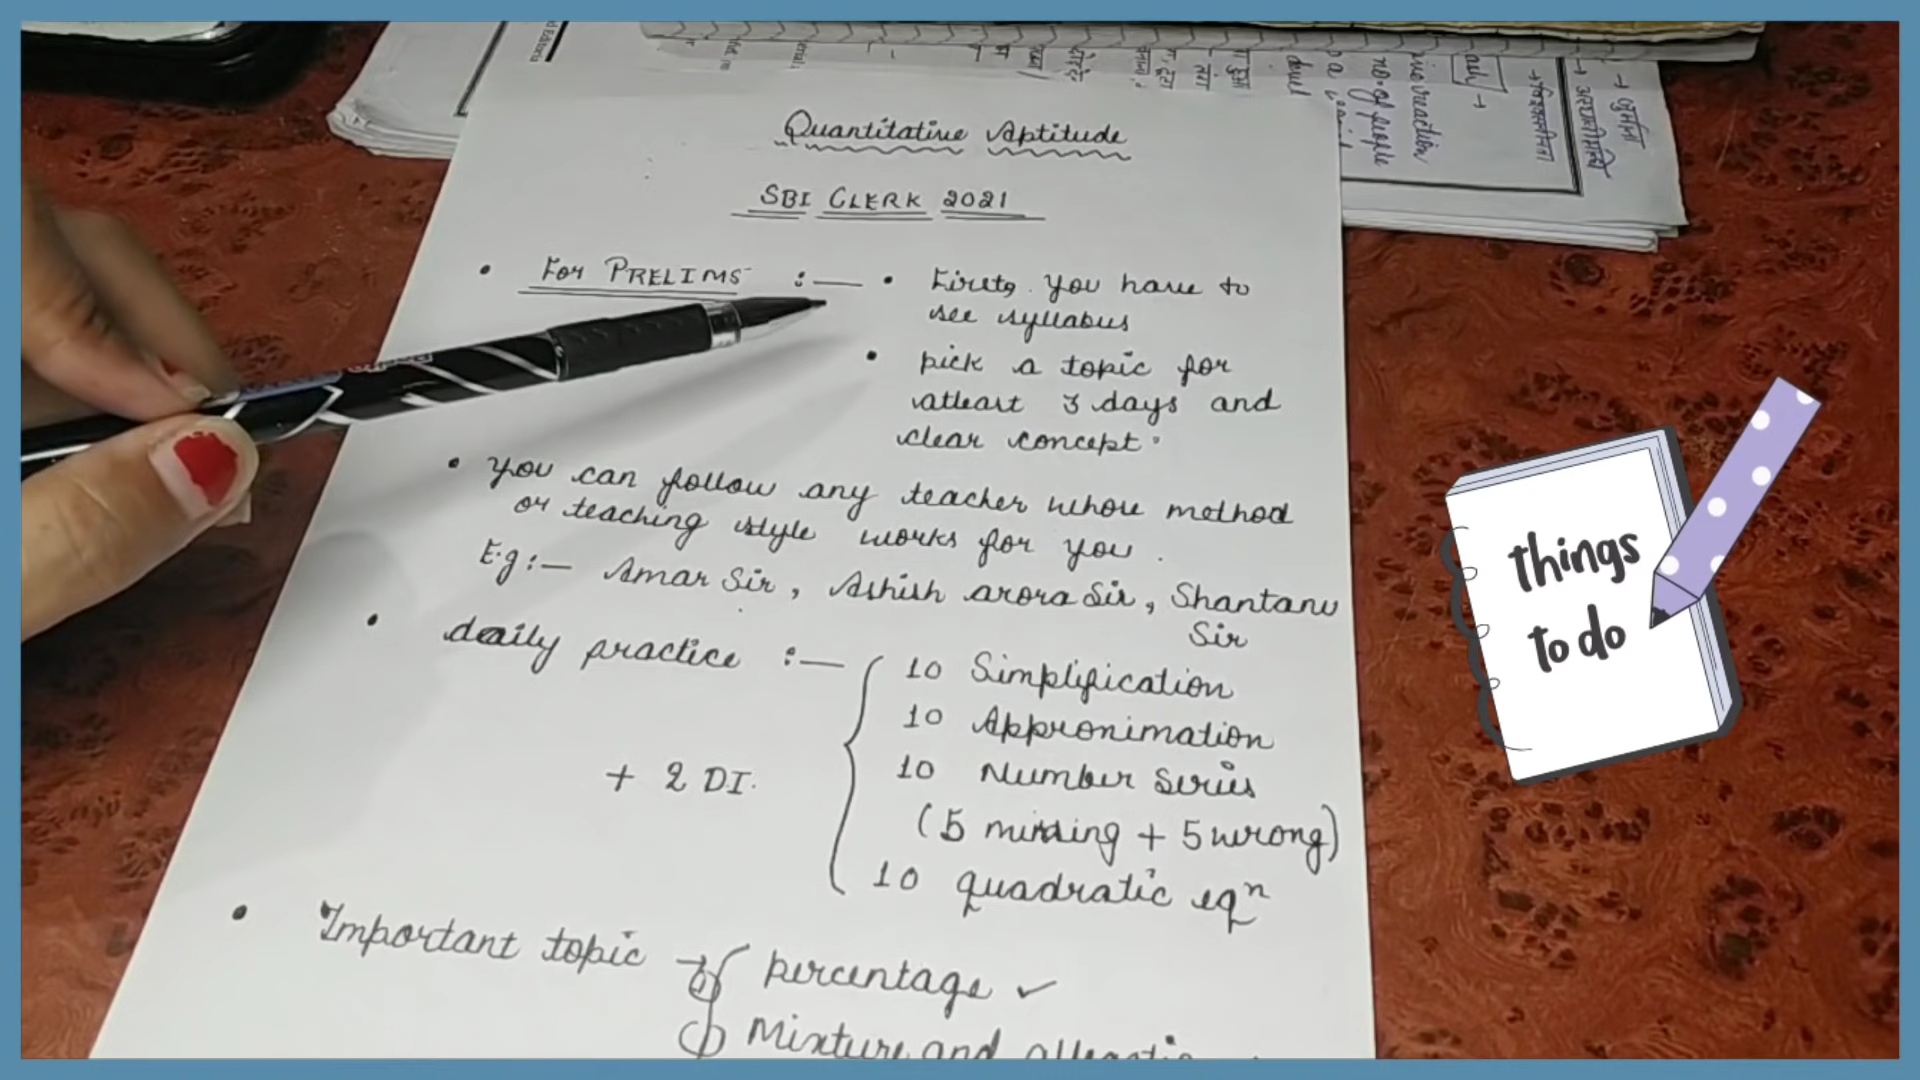 Quantitative Aptitude
SBI CLERK 2021
• For PRELIMS :— • Firstly you have to
see syllabus
• pick a topic for
atleast 3 days and
clear concept.
• you can follow any teacher whose method
or teaching style works for you.
E.g:— Amar Sir, Ashish arora Sir, Shantanu
Sir
• daily practice :— 10 Simplification
10 Approximation
+ 2 DI. 10 Number Series
(5 missing + 5 wrong)
10 quadratic eqⁿ
• Important topic → percentage ✓
Mixture and
things
to do
no. of people